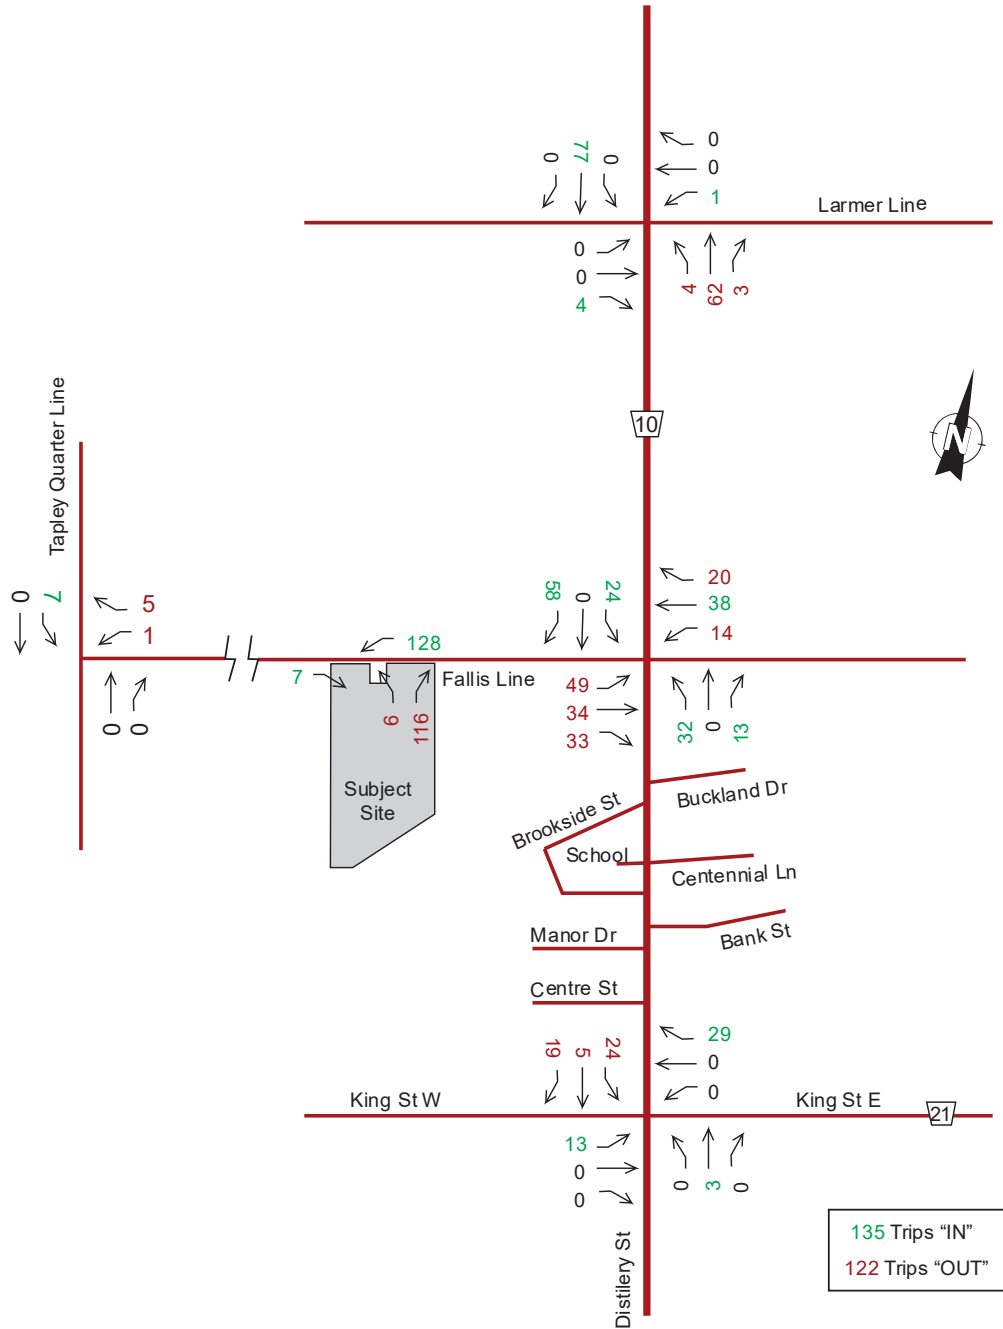 0
77
0
0
0
1
Larmer Line
0
0
4
4
62
3
10
N
Tapley Quarter Line
0
7
5
1
0
0
128
7
6
116
Fallis Line
Subject
Site
58
0
24
20
38
14
49
34
33
32
0
13
Buckland Dr
Brookside St
School
Centennial Ln
Bank St
Manor Dr
Centre St
19
5
24
29
0
0
King St W
King St E
21
13
0
0
0
3
0
Distilery St
135 Trips “IN”
122 Trips “OUT”